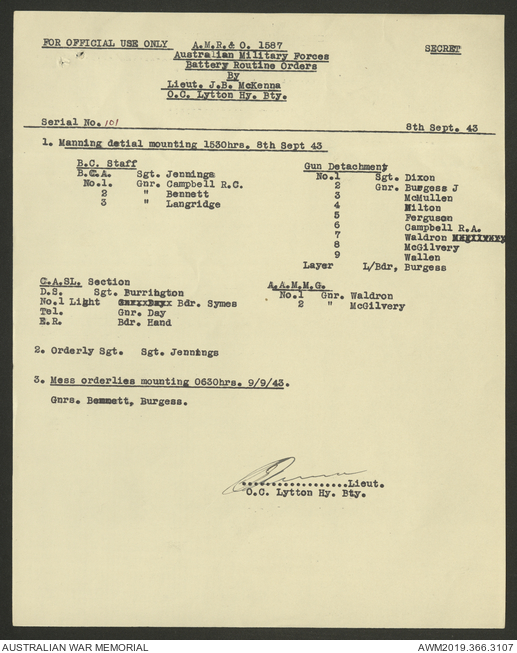 FOR OFFICIAL USE ONLY A.M.R.& O. 1587 SECRET
Australian Military Forces
Battery Routine Orders
By
Lieut. J.B. McKenna
O.C. Lytton Hy. Bty.
Serial No. 101 8th Sept. 43
1. Manning detial mounting 1530hrs. 8th Sept 43
B.C. Staff
B.C.A. Sgt. Jennings
No.1. Gnr. Campbell R.C.
2 " Bennett
3 " Langridge
Gun Detachment
No.1 Sgt. Dixon
2 Gnr. Burgess J
3 McMullen
4 Hilton
5 Ferguson
6 Campbell R.A.
7 Waldron
8 McGilvery
9 Wallen
Layer L/Bdr, Burgess
C.A.SL. Section
D.S. Sgt. Burrington
No.1 Light Bdr. Symes
Tel. Gnr. Day
E.R. Bdr. Hand
A.A.M.M.G.
No.1 Gnr. Waldron
2 " McGilvery
2. Orderly Sgt. Sgt. Jennings
3. Mess orderlies mounting 0630hrs. 9/9/43.
Gnrs. Bennett, Burgess.
..................Lieut.
O.C. Lytton Hy. Bty.
AUSTRALIAN WAR MEMORIAL AWM2019.366.3107